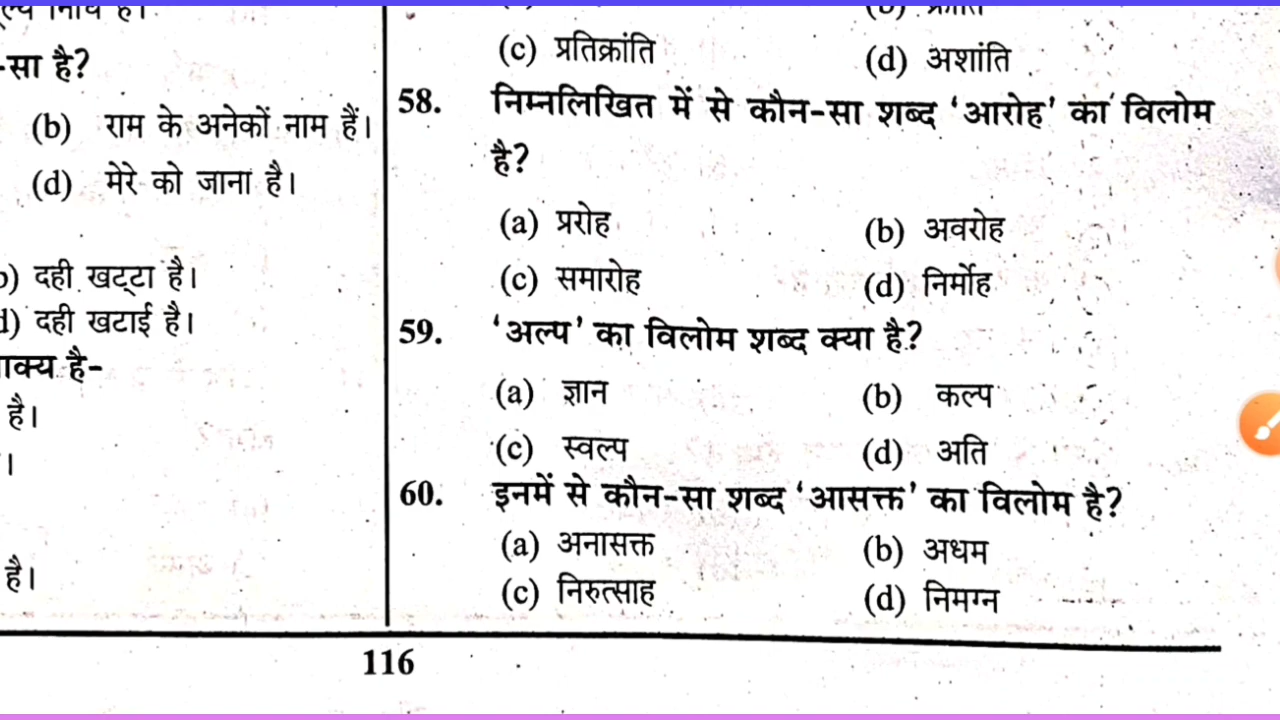 -सा है?
(b) राम के अनेकों नाम हैं।
(d) मेरे को जाना है।
दही खट्टा है।
दही खटाई है।
है-
है।
।
है।
(c) प्रतिक्रांति (d) अशांति
58. निम्नलिखित में से कौन-सा शब्द 'आरोह' का विलोम
है?
(a) प्ररोह (b) अवरोह
(c) समारोह (d) निर्मोह
59. 'अल्प' का विलोम शब्द क्या है?
(a) ज्ञान (b) कल्प
(c) स्वल्प (d) अति
60. इनमें से कौन-सा शब्द 'आसक्त' का विलोम है?
(a) अनासक्त (b) अधम
(c) निरुत्साह (d) निमग्न
116